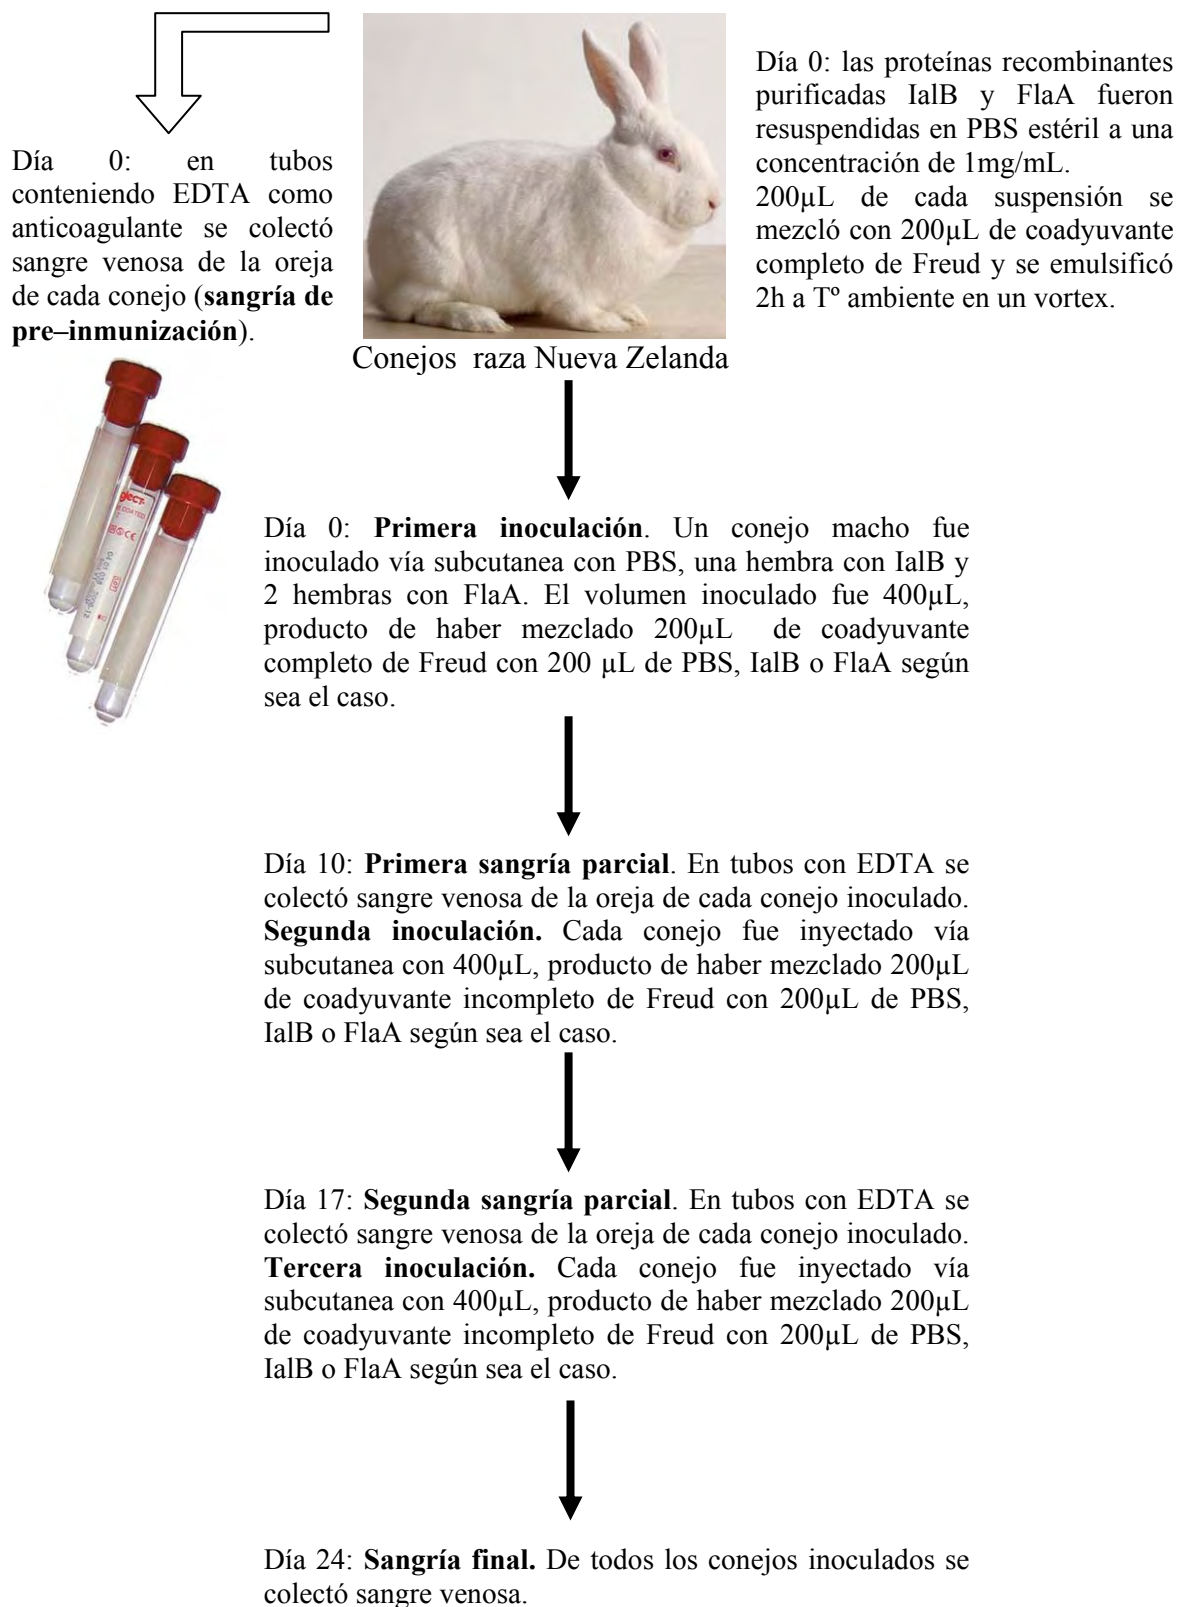 Día 0: en tubos
conteniendo EDTA como
anticoagulante se colectó
sangre venosa de la oreja
de cada conejo (sangría de
pre–inmunización).
Día 0: las proteínas recombinantes
purificadas IalB y FlaA fueron
resuspendidas en PBS estéril a una
concentración de 1mg/mL.
200µL de cada suspensión se
mezcló con 200µL de coadyuvante
completo de Freud y se emulsificó
2h a Tº ambiente en un vortex.
Conejos raza Nueva Zelanda
Día 0: Primera inoculación. Un conejo macho fue
inoculado vía subcutanea con PBS, una hembra con IalB y
2 hembras con FlaA. El volumen inoculado fue 400µL,
producto de haber mezclado 200µL de coadyuvante
completo de Freud con 200 µL de PBS, IalB o FlaA según
sea el caso.
Día 10: Primera sangría parcial. En tubos con EDTA se
colectó sangre venosa de la oreja de cada conejo inoculado.
Segunda inoculación. Cada conejo fue inyectado vía
subcutanea con 400µL, producto de haber mezclado 200µL
de coadyuvante incompleto de Freud con 200µL de PBS,
IalB o FlaA según sea el caso.
Día 17: Segunda sangría parcial. En tubos con EDTA se
colectó sangre venosa de la oreja de cada conejo inoculado.
Tercera inoculación. Cada conejo fue inyectado vía
subcutanea con 400µL, producto de haber mezclado 200µL
de coadyuvante incompleto de Freud con 200µL de PBS,
IalB o FlaA según sea el caso.
Día 24: Sangría final. De todos los conejos inoculados se
colectó sangre venosa.